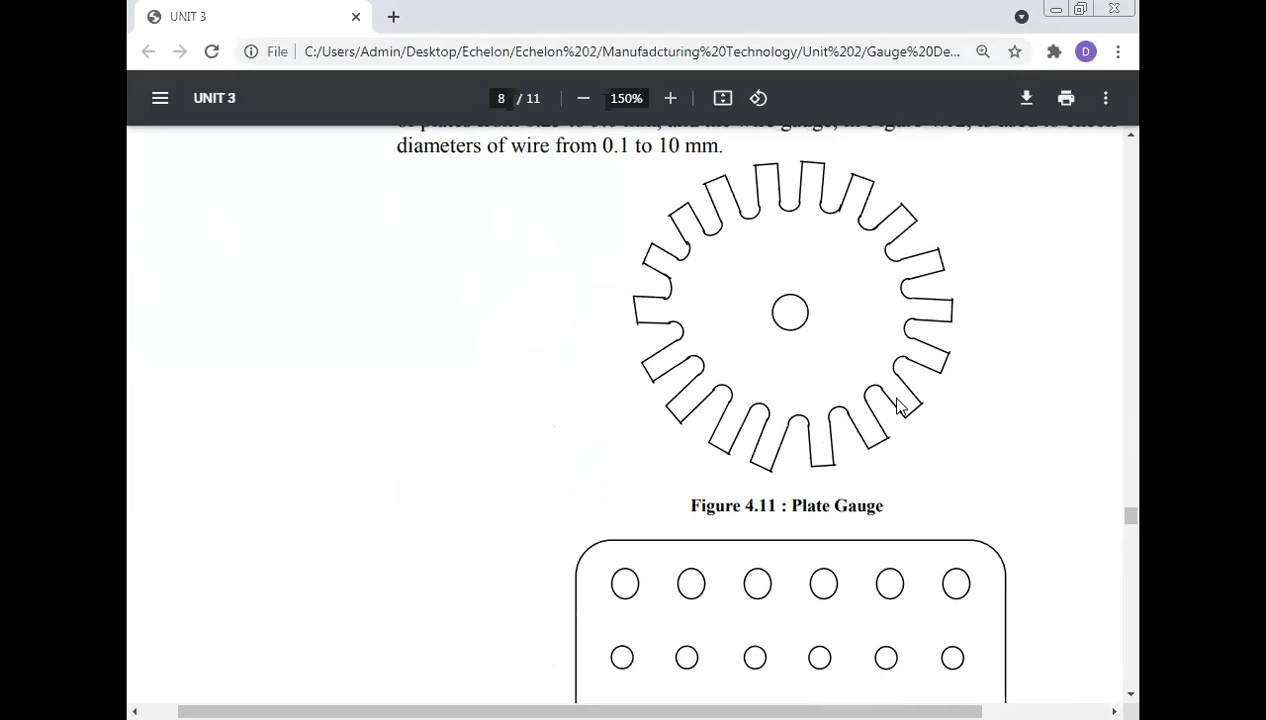 UNIT 3
File
C:/Users/Admin/Desktop/Echelon/Echelon%202/Manufadcturing%20Technology/Unit%202/Gauge%20De...
D
UNIT 3
8 / 11
150%
diameters of wire from 0.1 to 10 mm.
Figure 4.11 : Plate Gauge